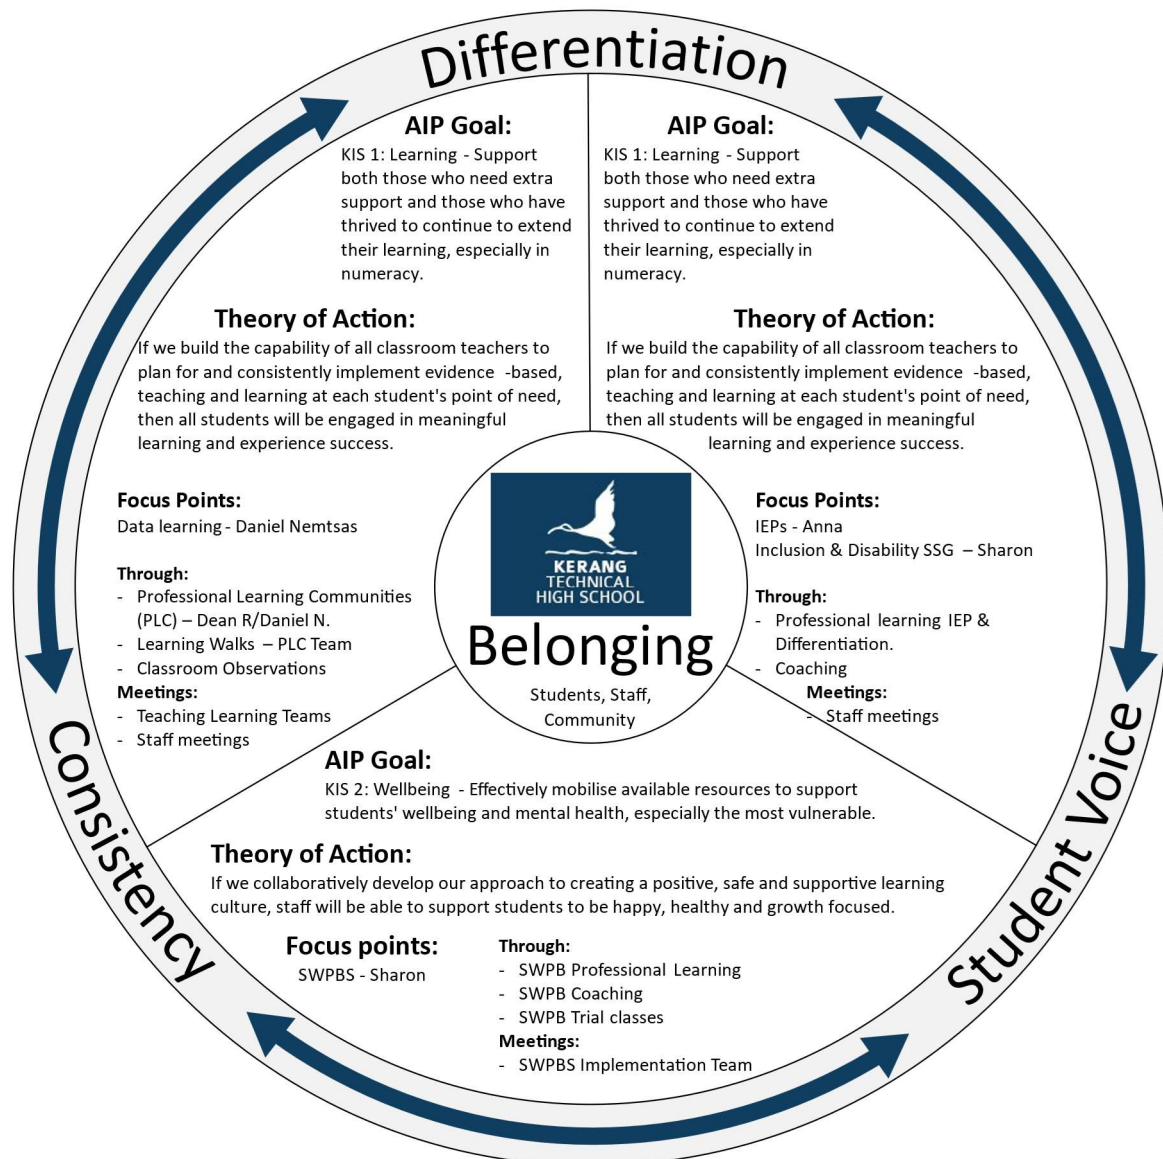 Differentiation
AIP Goal:
KIS 1: Learning - Support
both those who need extra
support and those who have
thrived to continue to extend
their learning, especially in
numeracy.
Theory of Action:
If we build the capability of all classroom teachers to
plan for and consistently implement evidence -based,
teaching and learning at each student's point of need,
then all students will be engaged in meaningful
learning and experience success.
Focus Points:
Data learning - Daniel Nemtsas
Through:
- Professional Learning Communities
(PLC) – Dean R/Daniel N.
- Learning Walks – PLC Team
- Classroom Observations
Meetings:
- Teaching Learning Teams
- Staff meetings
AIP Goal:
KIS 1: Learning - Support
both those who need extra
support and those who have
thrived to continue to extend
their learning, especially in
numeracy.
Theory of Action:
If we build the capability of all classroom teachers to
plan for and consistently implement evidence -based,
teaching and learning at each student's point of need,
then all students will be engaged in meaningful
learning and experience success.
Focus Points:
IEPs - Anna
Inclusion & Disability SSG – Sharon
Through:
- Professional learning IEP &
Differentiation.
- Coaching
Meetings:
- Staff meetings
KERANG
TECHNICAL
HIGH SCHOOL
Belonging
Students, Staff,
Community
AIP Goal:
KIS 2: Wellbeing - Effectively mobilise available resources to support
students' wellbeing and mental health, especially the most vulnerable.
Theory of Action:
If we collaboratively develop our approach to creating a positive, safe and supportive learning
culture, staff will be able to support students to be happy, healthy and growth focused.
Focus points:
SWPBS - Sharon
Through:
- SWPB Professional Learning
- SWPB Coaching
- SWPB Trial classes
Meetings:
- SWPBS Implementation Team
Consistency
Student Voice